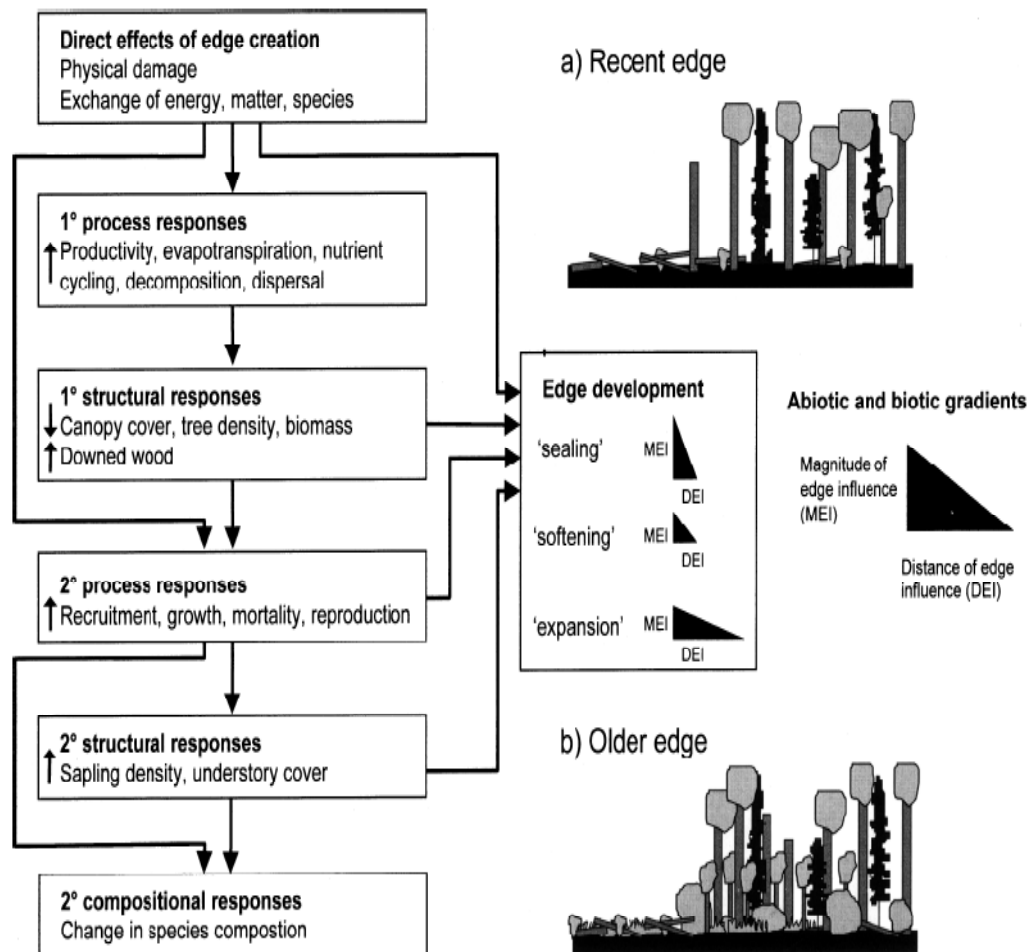 Direct effects of edge creation
Physical damage
Exchange of energy, matter, species
1° process responses
Productivity, evapotranspiration, nutrient
cycling, decomposition, dispersal
1° structural responses
Canopy cover, tree density, biomass
Downed wood
2° process responses
Recruitment, growth, mortality, reproduction
2° structural responses
Sapling density, understory cover
2° compositional responses
Change in species compostion
a) Recent edge
Edge development
'sealing'
MEI
DEI
'softening'
MEI
DEI
'expansion'
MEI
DEI
Abiotic and biotic gradients
Magnitude of
edge influence
(MEI)
Distance of edge
influence (DEI)
b) Older edge